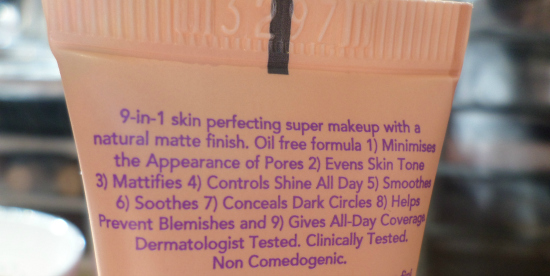 13297
9-in-1 skin perfecting super makeup with a
natural matte finish. Oil free formula 1) Minimises
the Appearance of Pores 2) Evens Skin Tone
3) Mattifies 4) Controls Shine All Day 5) Smoothes
6) Soothes 7) Conceals Dark Circles 8) Helps
Prevent Blemishes and 9) Gives All-Day Coverage
Dermatologist Tested. Clinically Tested.
Non Comedogenic.